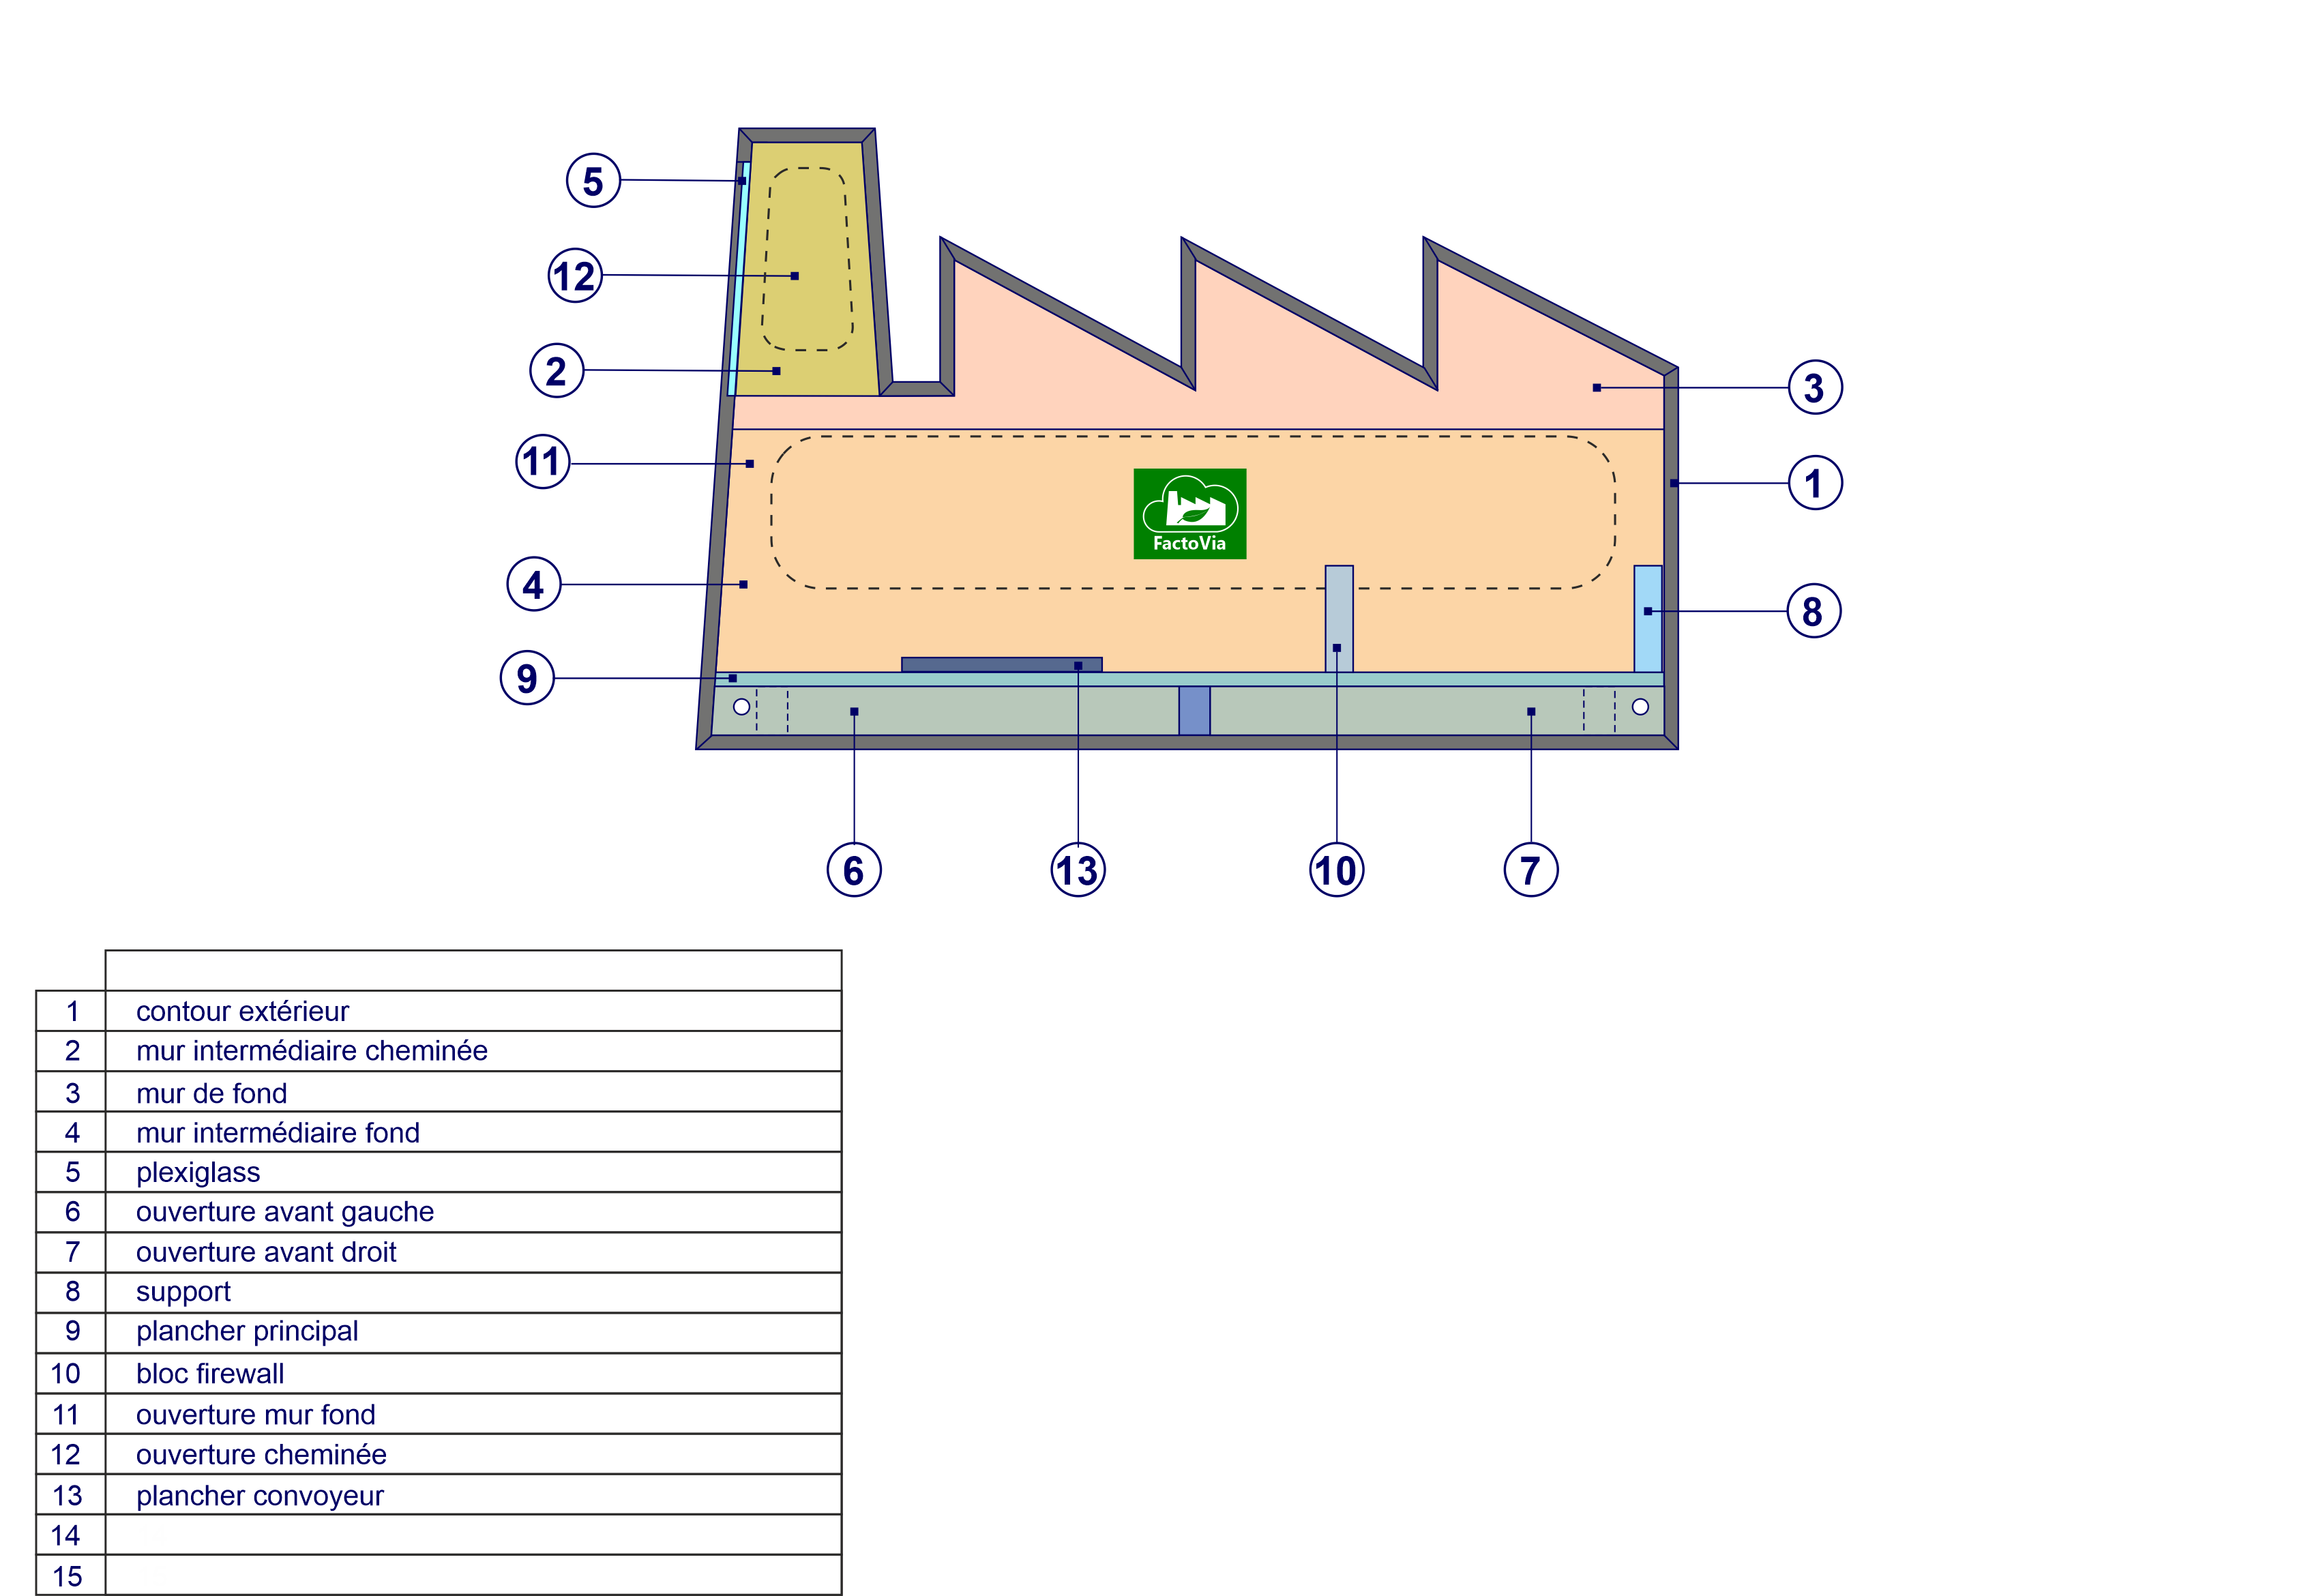 5
12
2
11
4
9
3
1
8
FactoVia
6
13
10
7
1 contour extérieur
2 mur intermédiaire cheminée
3 mur de fond
4 mur intermédiaire fond
5 plexiglass
6 ouverture avant gauche
7 ouverture avant droit
8 support
9 plancher principal
10 bloc firewall
11 ouverture mur fond
12 ouverture cheminée
13 plancher convoyeur
14
15